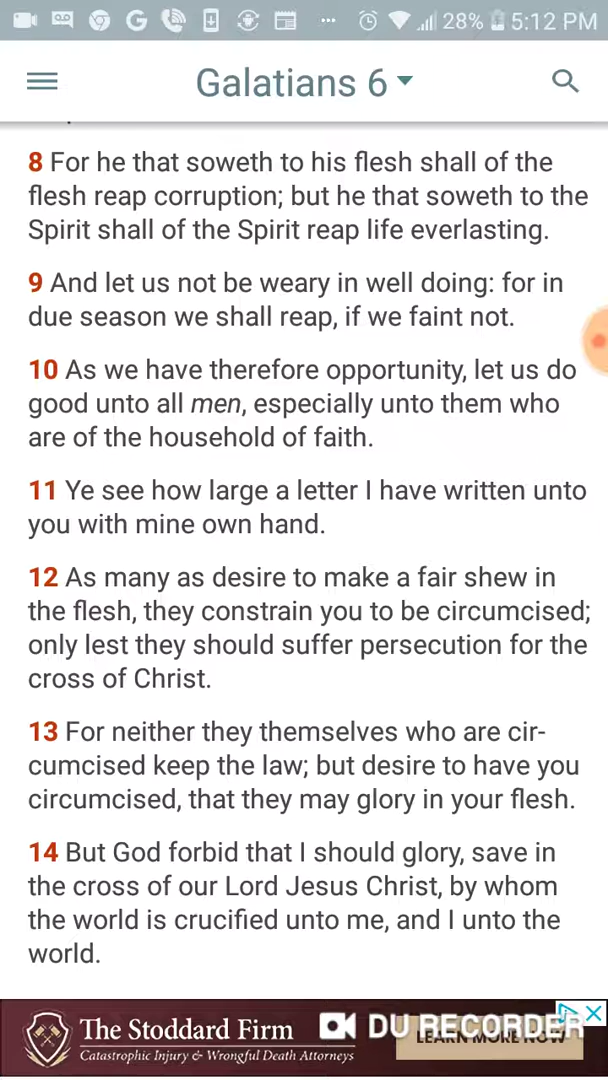 28% 5:12 PM
Galatians 6
8 For he that soweth to his flesh shall of the
flesh reap corruption; but he that soweth to the
Spirit shall of the Spirit reap life everlasting.
9 And let us not be weary in well doing: for in
due season we shall reap, if we faint not.
10 As we have therefore opportunity, let us do
good unto all men, especially unto them who
are of the household of faith.
11 Ye see how large a letter I have written unto
you with mine own hand.
12 As many as desire to make a fair shew in
the flesh, they constrain you to be circumcised;
only lest they should suffer persecution for the
cross of Christ.
13 For neither they themselves who are cir-
cumcised keep the law; but desire to have you
circumcised, that they may glory in your flesh.
14 But God forbid that I should glory, save in
the cross of our Lord Jesus Christ, by whom
the world is crucified unto me, and I unto the
world.
The Stoddard Firm
Catastrophic Injury & Wrongful Death Attorneys
DU RECORDER
LEARN MORE NOW